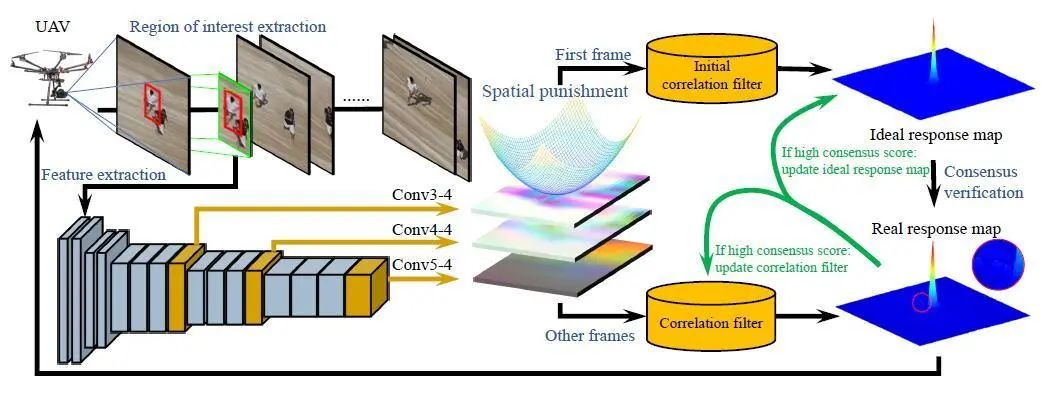 UAV
Region of interest extraction
......
First frame
Initial
correlation filter
Spatial punishment
Ideal response map
If high consensus score:
update ideal response map
Consensus
verification
Feature extraction
Conv3-4
Conv4-4
Conv5-4
Real response map
If high consensus score:
update correlation filter
Correlation filter
Other frames